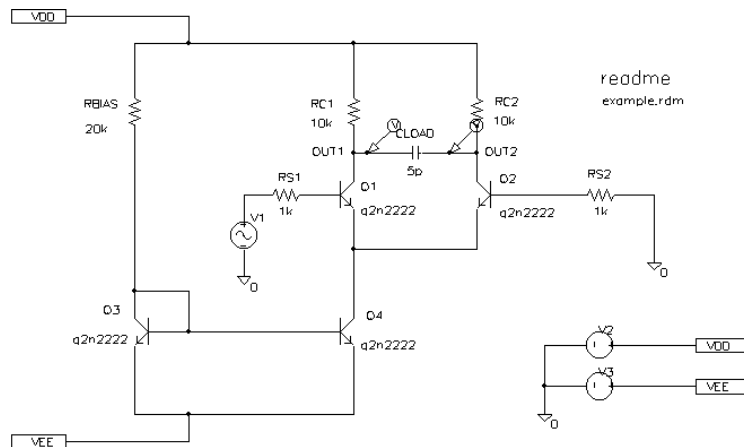 VDD
readme
example.rdm
RBIAS
20k
RC1
10k
RC2
10k
V
V
CLOAD
5p
OUT1
OUT2
RS1
1k
Q1
q2n2222
Q2
q2n2222
RS2
1k
V1
0
0
Q3
q2n2222
Q4
q2n2222
V2
VDD
V3
VEE
0
VEE